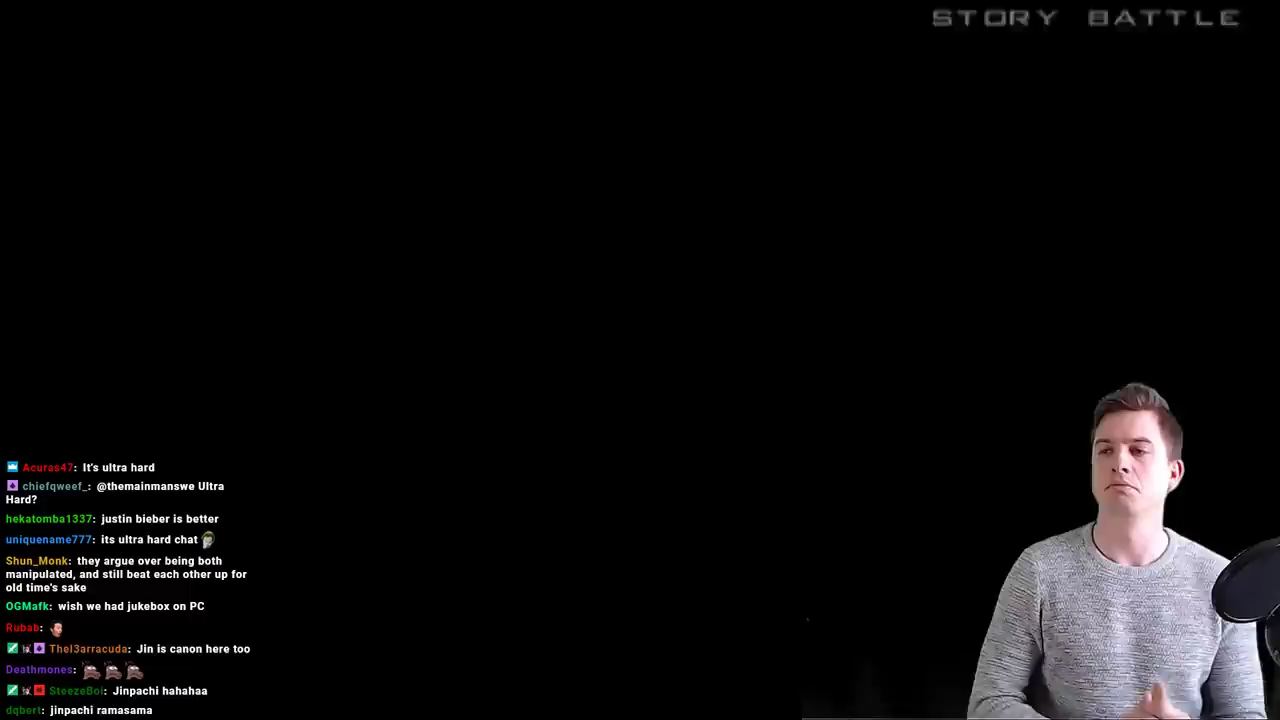 STORY BATTLE
Acuras47: It's ultra hard
chiefqweef_: @themainmanswe Ultra
Hard?
hekatomba1337: justin bieber is better
uniquename777: its ultra hard chat
Shun_Monk: they argue over being both
manipulated, and still beat each other up for
old time's sake
OGMafk: wish we had jukebox on PC
Rubab:
Thel3arracuda: Jin is canon here too
Deathmones:
SteezeBoi: Jinpachi hahahaa
dqbert: jinpachi ramasama